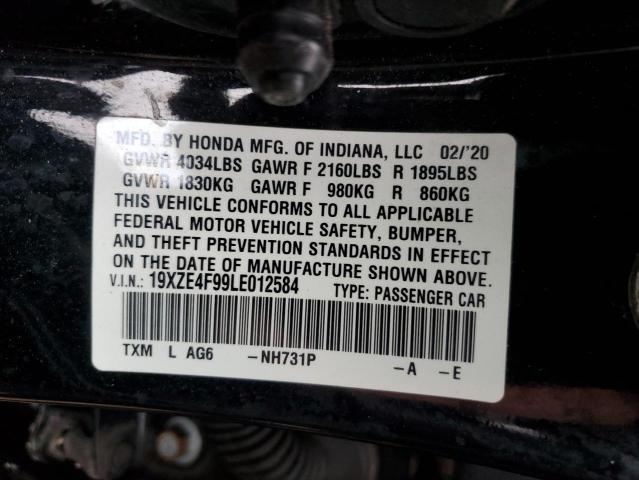 MFD. BY HONDA MFG. OF INDIANA, LLC 02/'20
GVWR 4034LBS GAWR F 2160LBS R 1895LBS
GVWR 1830KG GAWR F 980KG R 860KG
THIS VEHICLE CONFORMS TO ALL APPLICABLE
FEDERAL MOTOR VEHICLE SAFETY, BUMPER,
AND THEFT PREVENTION STANDARDS IN EFFECT
ON THE DATE OF MANUFACTURE SHOWN ABOVE.
V.I.N.: 19XZE4F99LE012584 TYPE: PASSENGER CAR
TXM L AG6 -NH731P -A -E